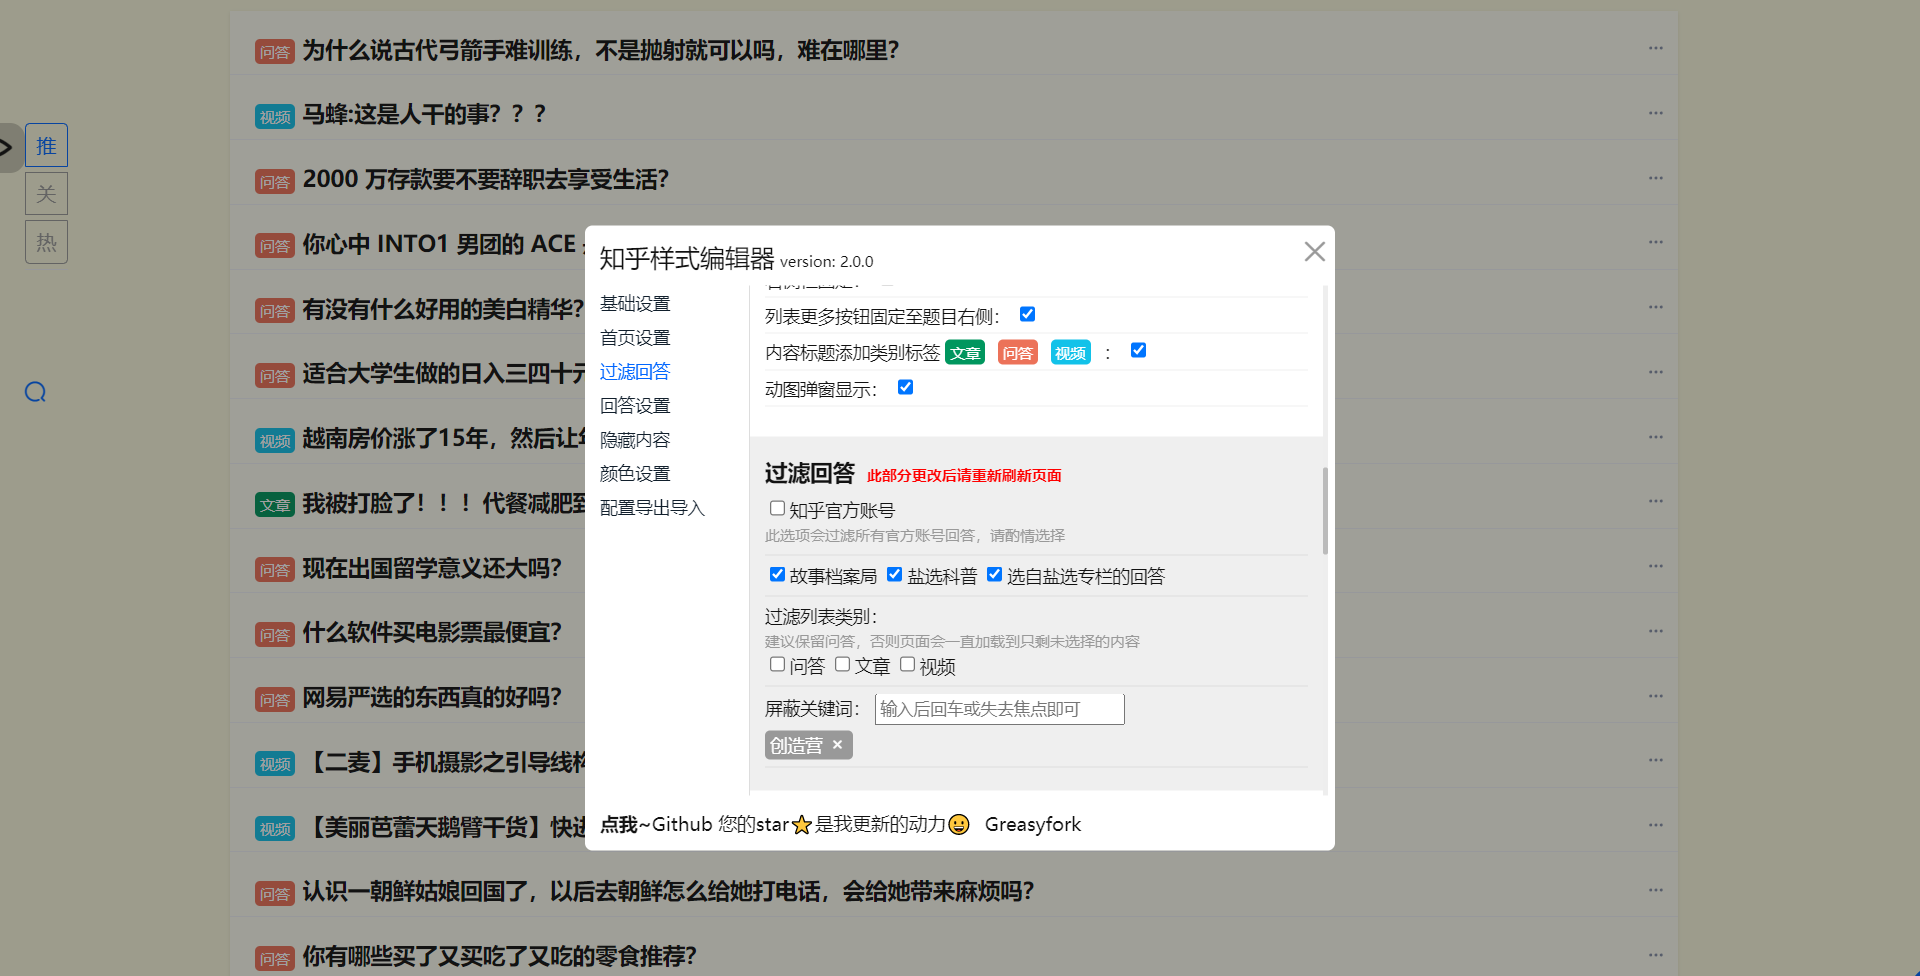 问答 为什么说古代弓箭手难训练，不是抛射就可以吗，难在哪里？
视频 马蜂:这是人干的事？？？
问答 2000 万存款要不要辞职去享受生活？
问答 你心中 INTO1 男团的 ACE
问答 有没有什么好用的美白精华？
问答 适合大学生做的日入三四十元
视频 越南房价涨了15年，然后让
文章 我被打脸了！！！代餐减肥到
问答 现在出国留学意义还大吗？
问答 什么软件买电影票最便宜？
问答 网易严选的东西真的好吗？
视频 【二麦】手机摄影之引导线构
视频 【美丽芭蕾天鹅臂干货】快进
问答 认识一朝鲜姑娘回国了，以后去朝鲜怎么给她打电话，会给她带来麻烦吗？
问答 你有哪些买了又买吃了又吃的零食推荐？
推
关
热
知乎样式编辑器 version: 2.0.0
基础设置
首页设置
过滤回答
回答设置
隐藏内容
颜色设置
配置导出导入
列表更多按钮固定至题目右侧：
内容标题添加类别标签 文章 问答 视频 ：
动图弹窗显示：
过滤回答 此部分更改后请重新刷新页面
知乎官方账号
此选项会过滤所有官方账号回答，请酌情选择
故事档案局 盐选科普 选自盐选专栏的回答
过滤列表类别：
建议保留问答，否则页面会一直加载到只剩未选择的内容
问答 文章 视频
屏蔽关键词： 输入后回车或失去焦点即可
创造营 ×
点我~Github 您的star⭐是我更新的动力😀 Greasyfork